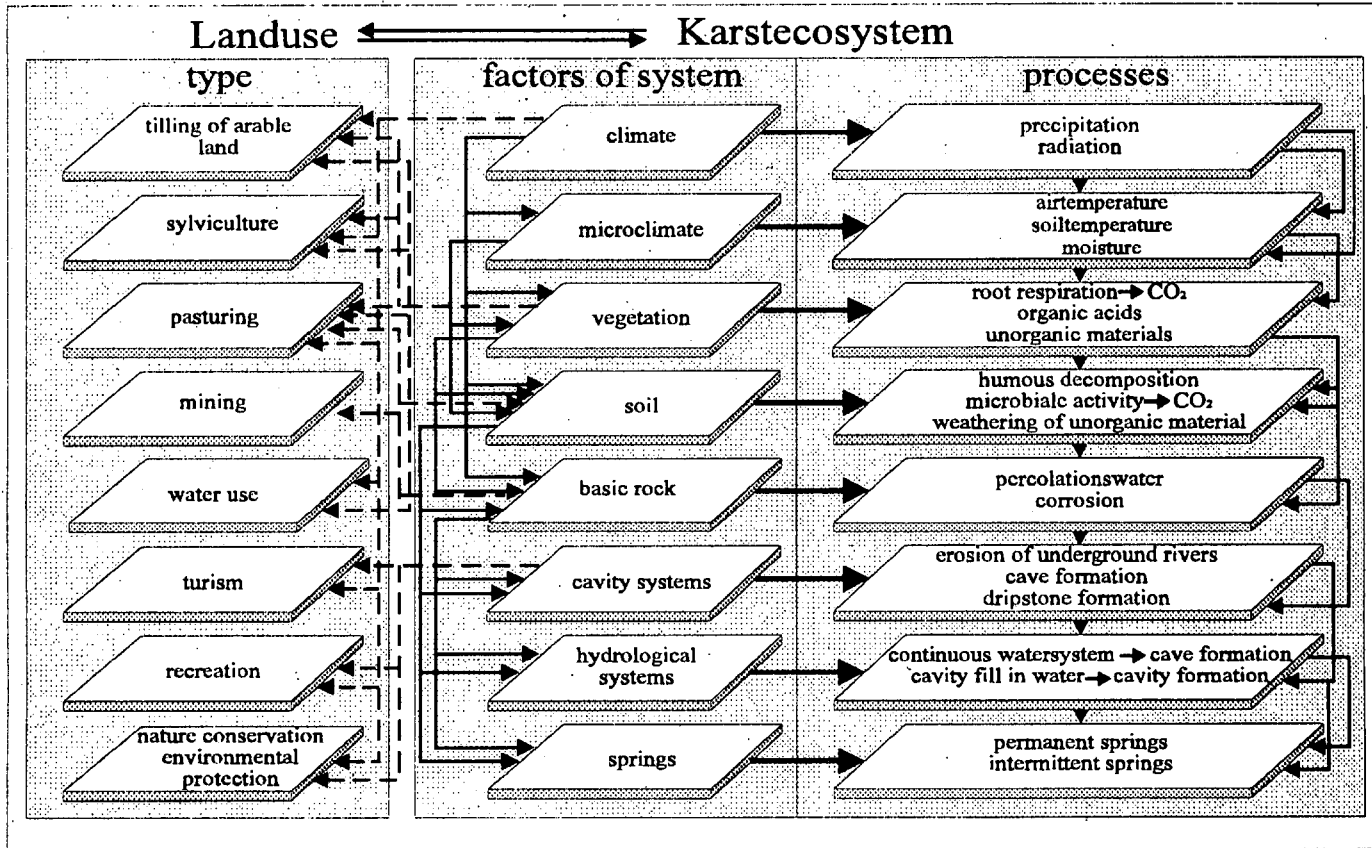 Landuse
Karstecosystem
type
factors of system
processes
tilling of arable
land
sylviculture
pasturing
mining
water use
turism
recreation
nature conservation
environmental
protection
climate
microclimate
vegetation
soil
basic rock
cavity systems
hydrological
systems
springs
precipitation
radiation
airtemperature
soiltemperature
moisture
root respiration→CO₂
organic acids
unorganic materials
humous decomposition
microbiale activity→CO₂
weathering of unorganic material
percolationswater
corrosion
erosion of underground rivers
cave formation
dripstone formation
continuous watersystem→cave formation
cavity fill in water→cavity formation
permanent springs
intermittent springs